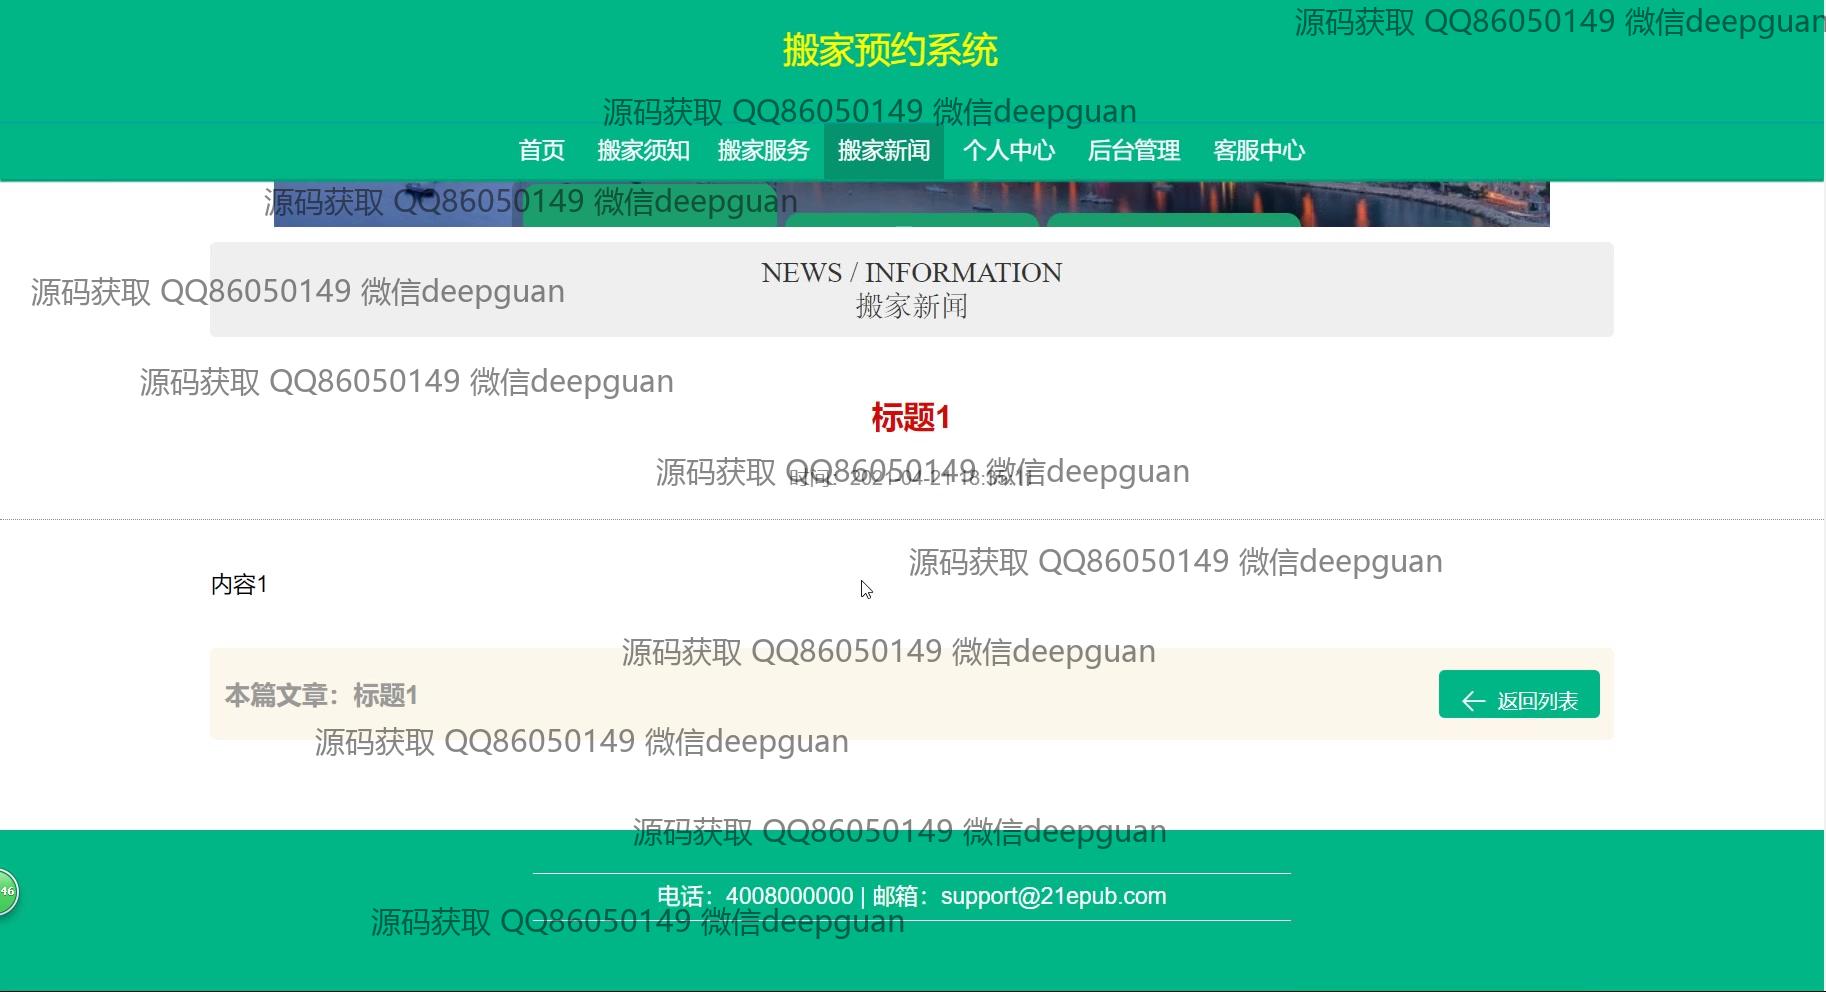 源码获取 QQ86050149 微信deepguan
搬家预约系统
源码获取 QQ86050149 微信deepguan
首页 搬家须知 搬家服务 搬家新闻 个人中心 后台管理 客服中心
源码获取 QQ86050149 微信deepguan
NEWS / INFORMATION
源码获取 QQ86050149 微信deepguan
搬家新闻
源码获取 QQ86050149 微信deepguan
标题1
源码获取 QQ86050149 微信deepguan
时间：2021-04-21
源码获取 QQ86050149 微信deepguan
内容1
源码获取 QQ86050149 微信deepguan
本篇文章：标题1 返回列表
源码获取 QQ86050149 微信deepguan
源码获取 QQ86050149 微信deepguan
46
电话：4008000000 | 邮箱：support@21epub.com
源码获取 QQ86050149 微信deepguan